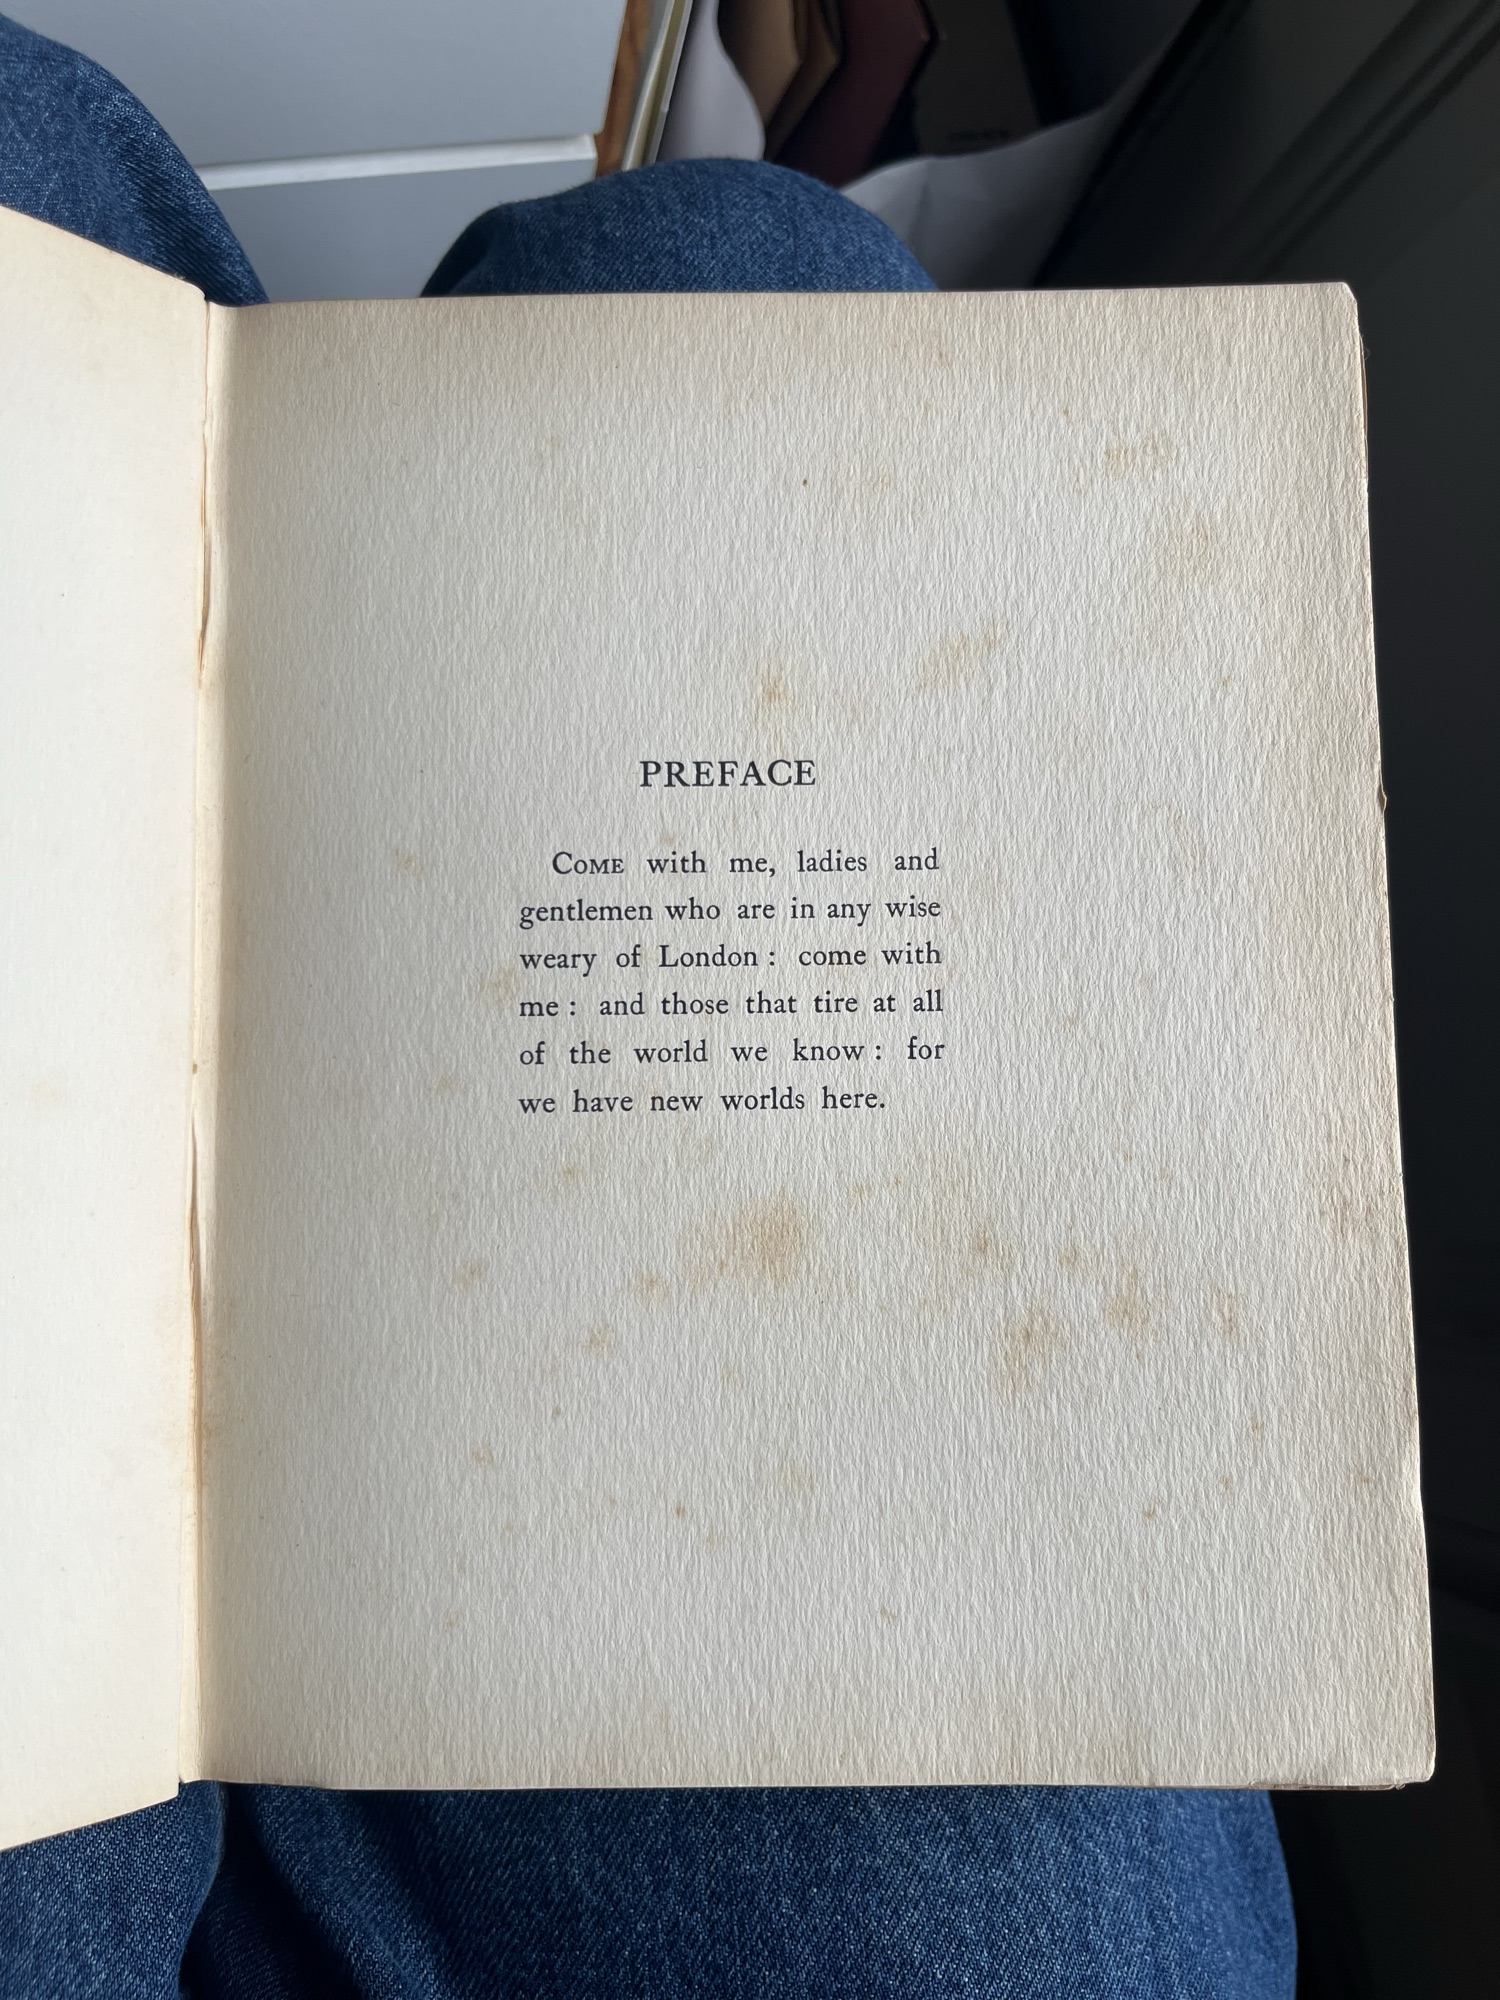 PREFACE
COME with me, ladies and
gentlemen who are in any wise
weary of London : come with
me : and those that tire at all
of the world we know : for
we have new worlds here.